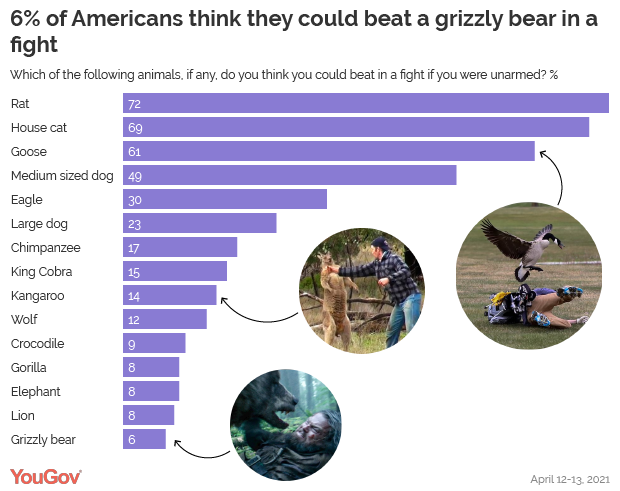 6% of Americans think they could beat a grizzly bear in a
fight
Which of the following animals, if any, do you think you could beat in a fight if you were unarmed? %
Rat 72
House cat 69
Goose 61
Medium sized dog 49
Eagle 30
Large dog 23
Chimpanzee 17
King Cobra 15
Kangaroo 14
Wolf 12
Crocodile 9
Gorilla 8
Elephant 8
Lion 8
Grizzly bear 6
YouGov April 12-13, 2021